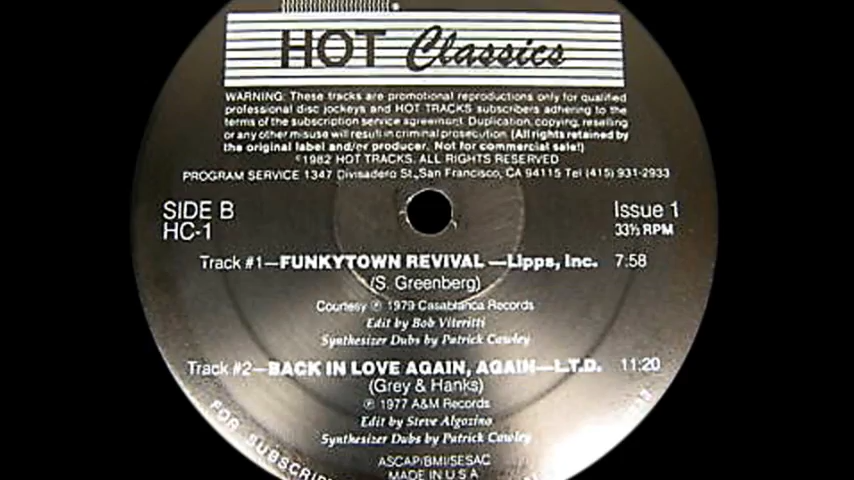 HOT Classics
WARNING: These tracks are promotional reproductions only for qualified
professional disc jockeys and HOT TRACKS subscribers adhering to the
terms of the subscription service agreement. Duplication, copying, reselling
or any other misuse will result in criminal prosecution. (All rights retained by
the original label and/or producer. Not for commercial sale!)
©1982 HOT TRACKS. ALL RIGHTS RESERVED
PROGRAM SERVICE 1347 Divisadero St., San Francisco, CA 94115 Tel (415) 931-2933
SIDE B Issue 1
HC-1 33⅓ RPM
Track #1—FUNKYTOWN REVIVAL—Lipps, Inc. 7:58
(S. Greenberg)
Courtesy ℗ 1979 Casablanca Records
Edit by Bob Viteritti
Synthesizer Dubs by Patrick Cowley
Track #2—BACK IN LOVE AGAIN, AGAIN—L.T.D. 11:20
(Grey & Hanks)
℗ 1977 A&M Records
Edit by Steve Algozino
Synthesizer Dubs by Patrick Cowley
ASCAP/BMI/SESAC
MADE IN U.S.A
FOR SUBSCRI